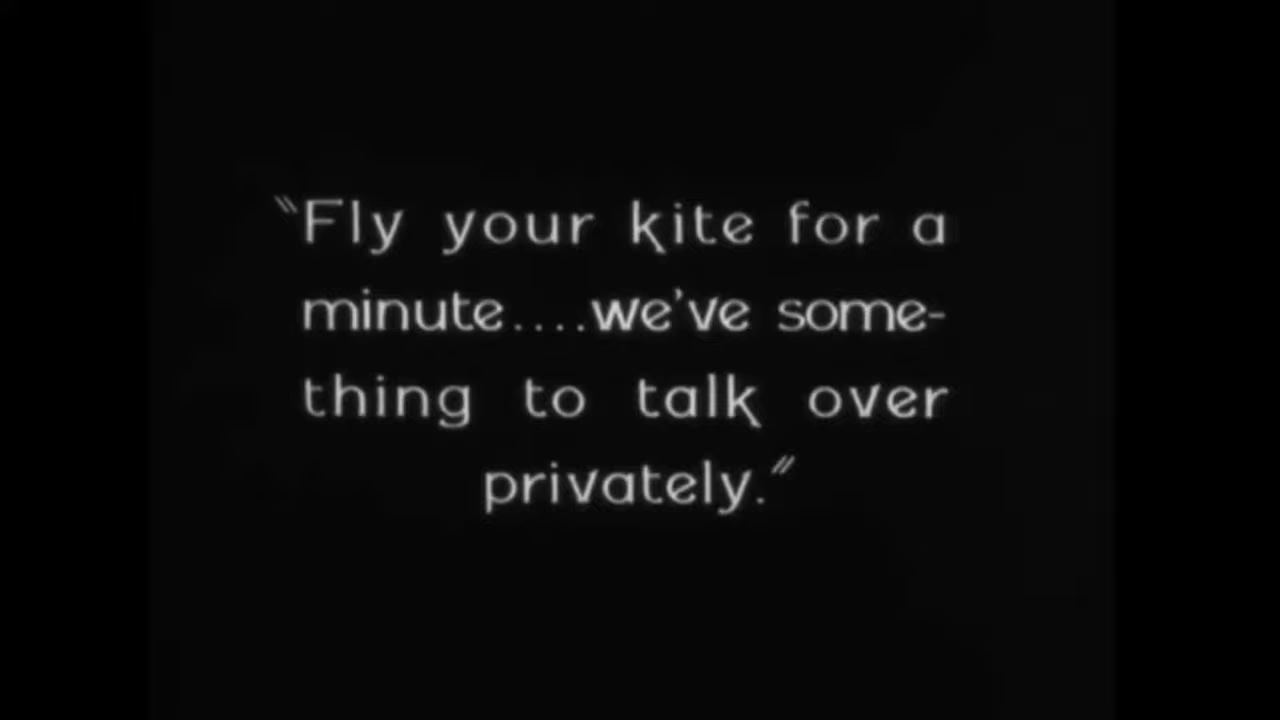 "Fly your kite for a
minute....we've some-
thing to talk over
privately."